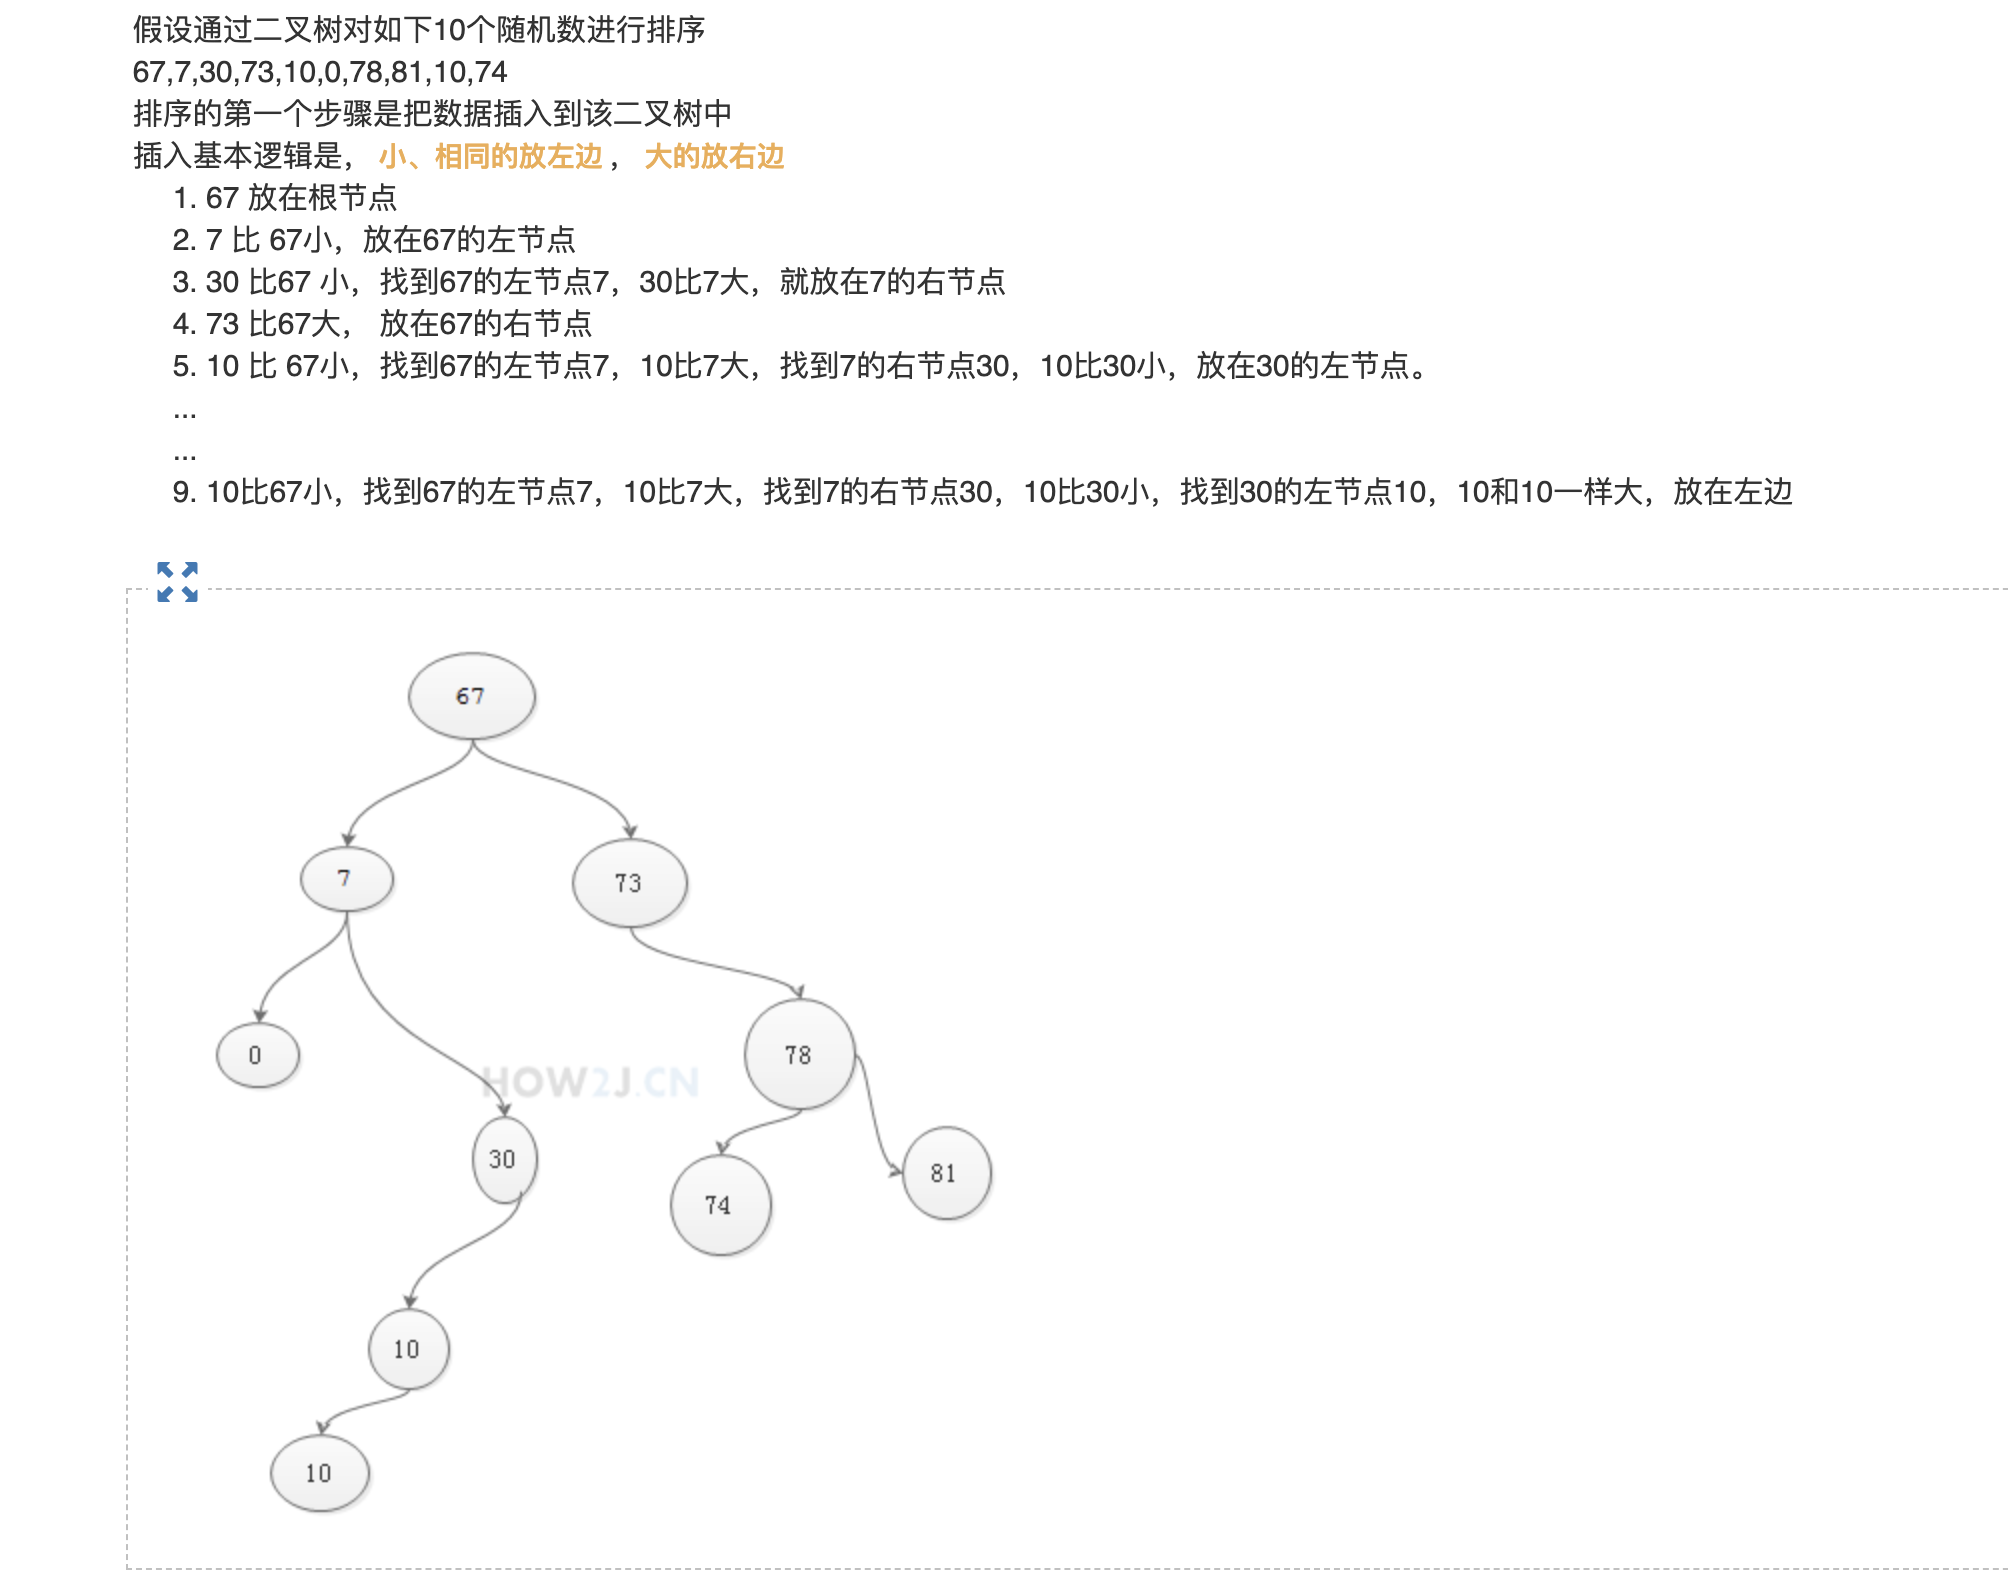 假设通过二叉树对如下10个随机数进行排序
67,7,30,73,10,0,78,81,10,74
排序的第一个步骤是把数据插入到该二叉树中
插入基本逻辑是， 小、相同的放左边， 大的放右边
1. 67 放在根节点
2. 7 比 67小，放在67的左节点
3. 30 比67 小，找到67的左节点7，30比7大，就放在7的右节点
4. 73 比67大， 放在67的右节点
5. 10 比 67小，找到67的左节点7，10比7大，找到7的右节点30，10比30小，放在30的左节点。
...
...
9. 10比67小，找到67的左节点7，10比7大，找到7的右节点30，10比30小，找到30的左节点10，10和10一样大，放在左边
67
7
73
0
78
HOW2J.CN
30
81
74
10
10